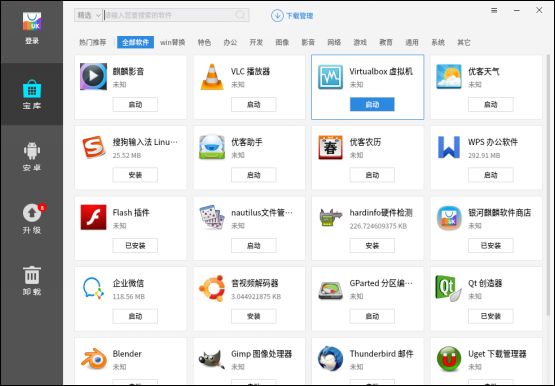 UK
登录
宝库
安卓
8
升级
卸载
精选 请输入您要搜索的软件 下载管理
热门推荐 全部软件 win替换 特色 办公 开发 图像 影音 网络 游戏 教育 通用 系统 其它
麒麟影音
未知
启动
VLC 播放器
未知
启动
Virtualbox 虚拟机
未知
启动
优客天气
未知
启动
搜狗输入法 Linu···
25.52 MB
安装
优客助手
未知
启动
优客农历
未知
启动
WPS 办公软件
292.91 MB
启动
Flash 插件
未知
已安装
nautilus文件管···
未知
启动
hardinfo硬件检测
226.724609375 KB
安装
银河麒麟软件商店
未知
已安装
企业微信
118.56 MB
启动
音视频解码器
3.044921875 KB
安装
GParted 分区编···
未知
启动
Qt 创造器
未知
已安装
Blender
未知
Gimp 图像处理器
未知
Thunderbird 邮件
未知
Uget 下载管理器
未知